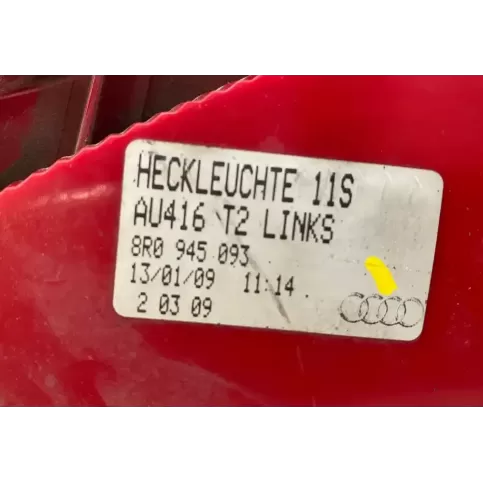 HECKLEUCHTE 11S
AU416 T2 LINKS
8R0 945 093
13/01/09 11:14
2 03 09